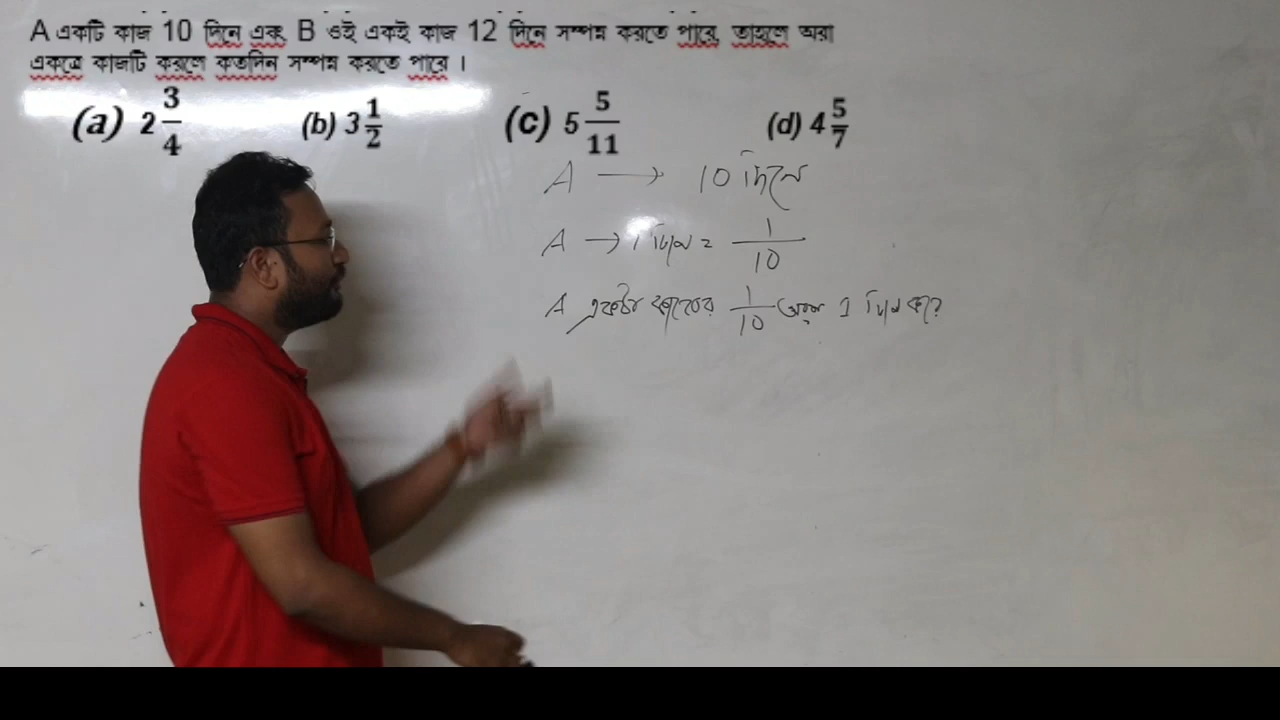 A একটি কাজ 10 দিনে এবং B ওই একই কাজ 12 দিনে সম্পন্ন করতে পারে, তাহলে অরা
একত্রে কাজটি করলে কতদিন সম্পন্ন করতে পারে ।
(a) 2 3/4 (b) 3 1/2 (c) 5 5/11 (d) 4 5/7
A → 10 দিনে
A → 1 দিনে = 1/10
A একটা কাজের 1/10 অংশ 1 দিনে করে